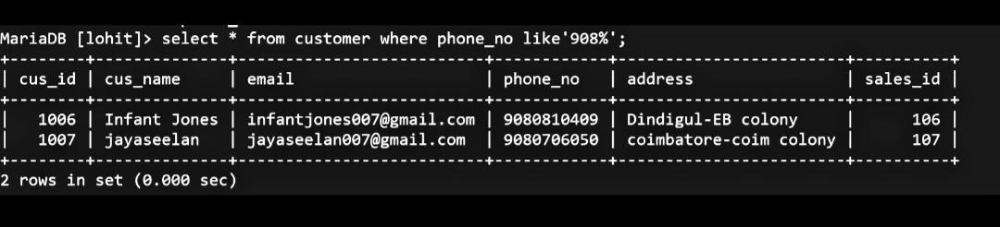 MariaDB [lohit]> select * from customer where phone_no like'908%';
+--------+--------------+---------------------------+------------+------------------------+----------+
| cus_id | cus_name     | email                     | phone_no   | address                | sales_id |
+--------+--------------+---------------------------+------------+------------------------+----------+
|   1006 | Infant Jones | infantjones007@gmail.com | 9080810409 | Dindigul-EB colony     |      106 |
|   1007 | jayaseelan   | jayaseelan007@gmail.com  | 9080706050 | coimbatore-coim colony |      107 |
+--------+--------------+---------------------------+------------+------------------------+----------+
2 rows in set (0.000 sec)